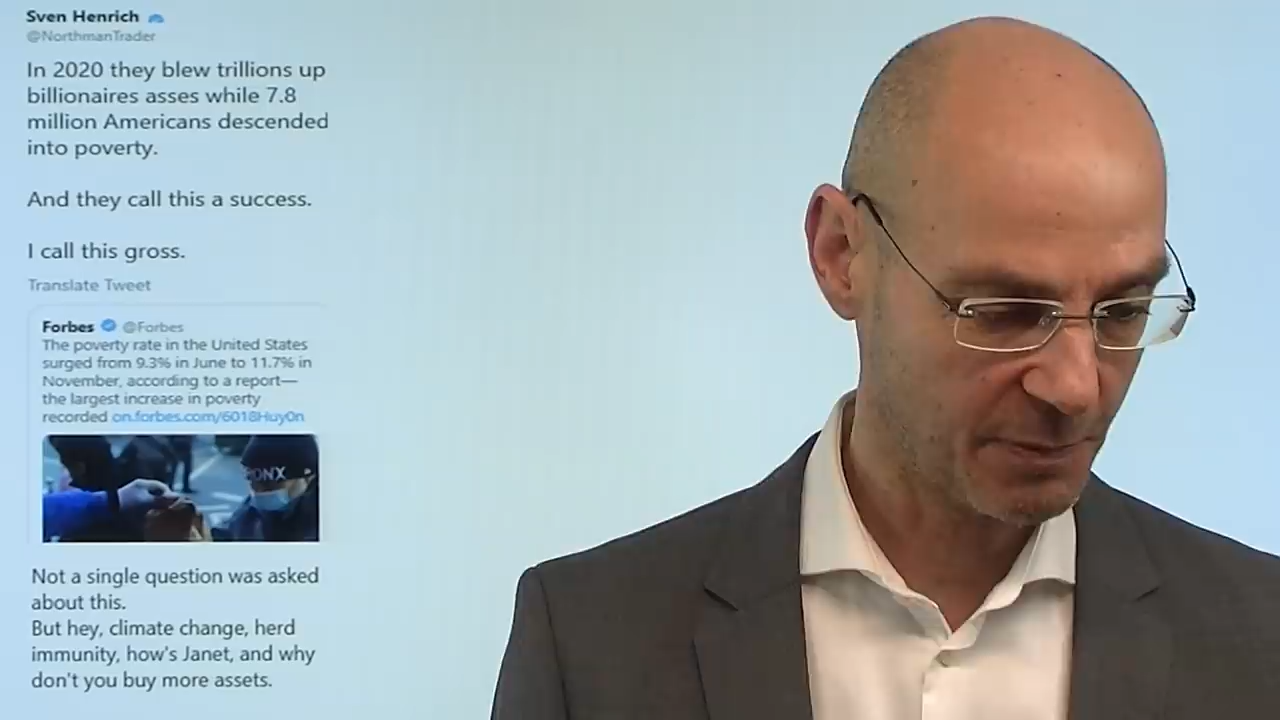 Sven Henrich
@NorthmanTrader
In 2020 they blew trillions up
billionaires asses while 7.8
million Americans descended
into poverty.
And they call this a success.
I call this gross.
Translate Tweet
Forbes @Forbes
The poverty rate in the United States
surged from 9.3% in June to 11.7% in
November, according to a report—
the largest increase in poverty
recorded on.forbes.com/6018Huy0n
ONX
Not a single question was asked
about this.
But hey, climate change, herd
immunity, how's Janet, and why
don't you buy more assets.